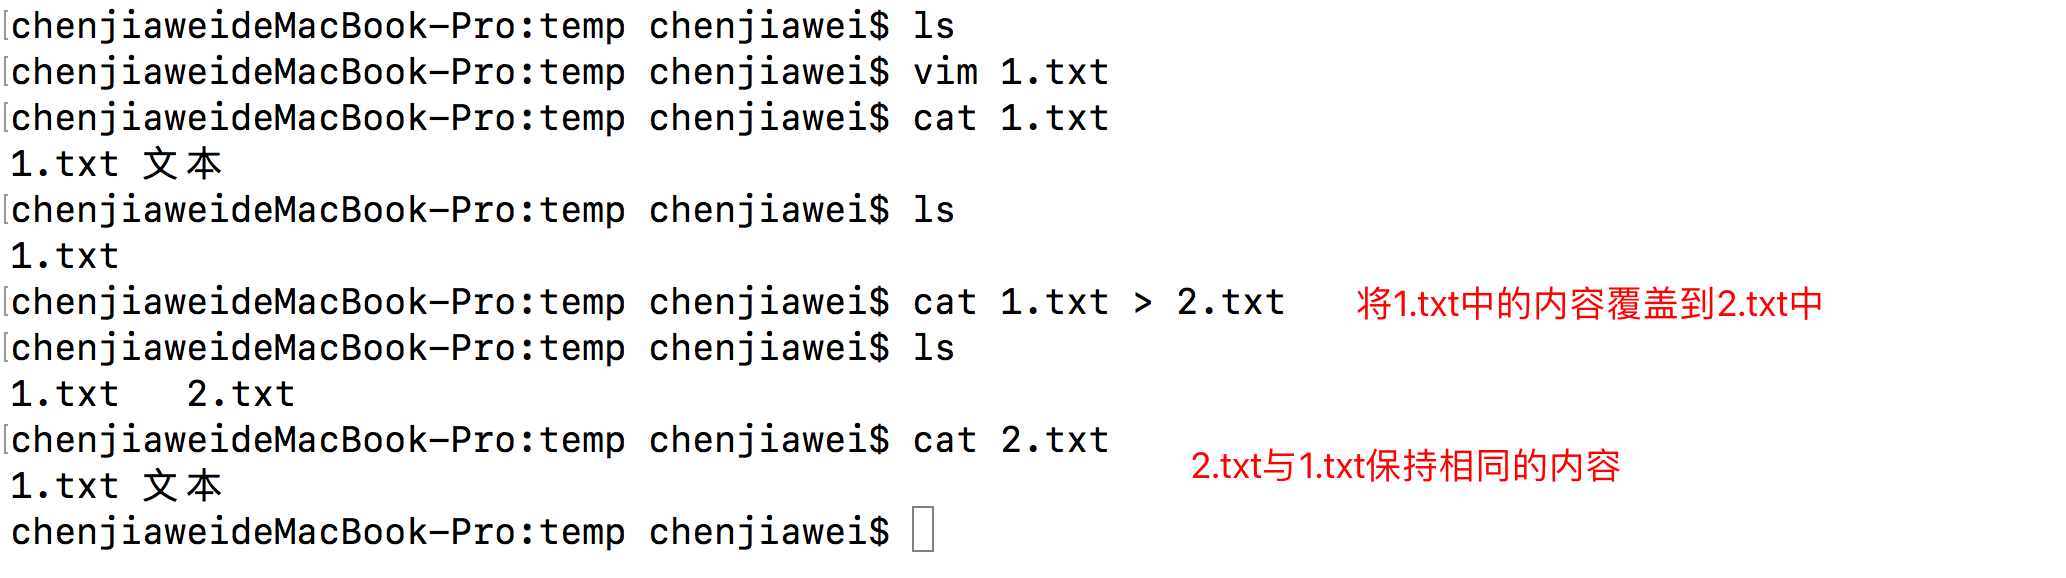 chenjiaweideMacBook-Pro:temp chenjiawei$ ls
chenjiaweideMacBook-Pro:temp chenjiawei$ vim 1.txt
chenjiaweideMacBook-Pro:temp chenjiawei$ cat 1.txt
1.txt 文本
chenjiaweideMacBook-Pro:temp chenjiawei$ ls
1.txt
chenjiaweideMacBook-Pro:temp chenjiawei$ cat 1.txt > 2.txt 将1.txt中的内容覆盖到2.txt中
chenjiaweideMacBook-Pro:temp chenjiawei$ ls
1.txt 2.txt
chenjiaweideMacBook-Pro:temp chenjiawei$ cat 2.txt
2.txt与1.txt保持相同的内容
1.txt 文本
chenjiaweideMacBook-Pro:temp chenjiawei$